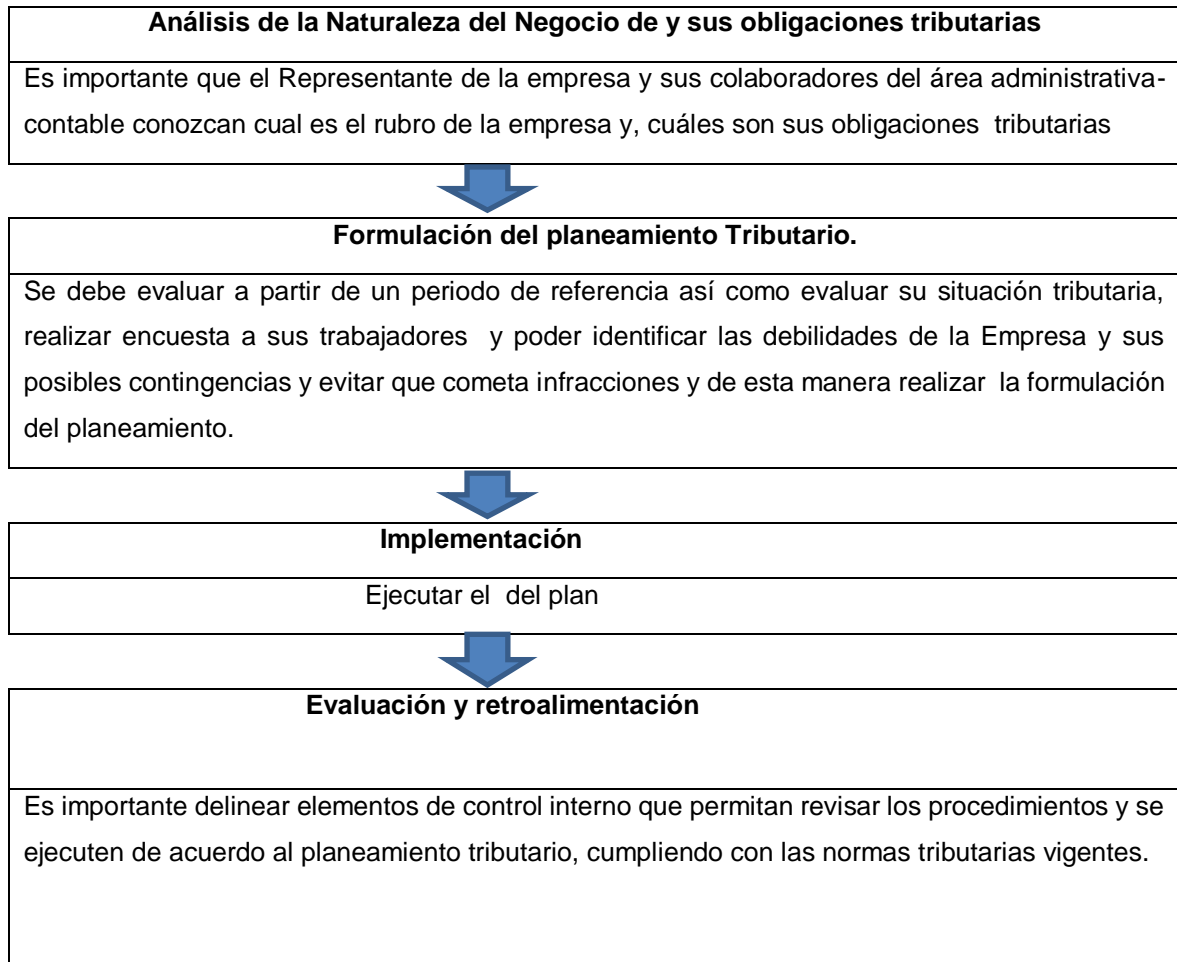 Análisis de la Naturaleza del Negocio de y sus obligaciones tributarias
Es importante que el Representante de la empresa y sus colaboradores del área administrativa-
contable conozcan cual es el rubro de la empresa y, cuáles son sus obligaciones tributarias
Formulación del planeamiento Tributario.
Se debe evaluar a partir de un periodo de referencia así como evaluar su situación tributaria,
realizar encuesta a sus trabajadores y poder identificar las debilidades de la Empresa y sus
posibles contingencias y evitar que cometa infracciones y de esta manera realizar la formulación
del planeamiento.
Implementación
Ejecutar el del plan
Evaluación y retroalimentación
Es importante delinear elementos de control interno que permitan revisar los procedimientos y se
ejecuten de acuerdo al planeamiento tributario, cumpliendo con las normas tributarias vigentes.